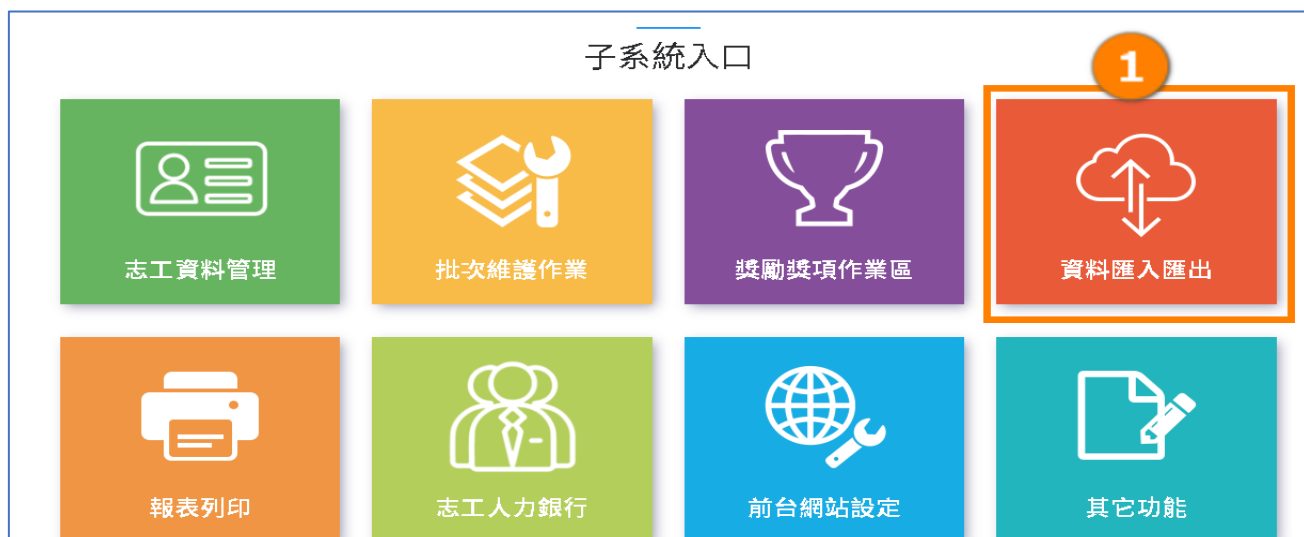 子系統入口
1
志工資料管理
批次維護作業
獎勵獎項作業區
資料匯入匯出
報表列印
志工人力銀行
前台網站設定
其它功能